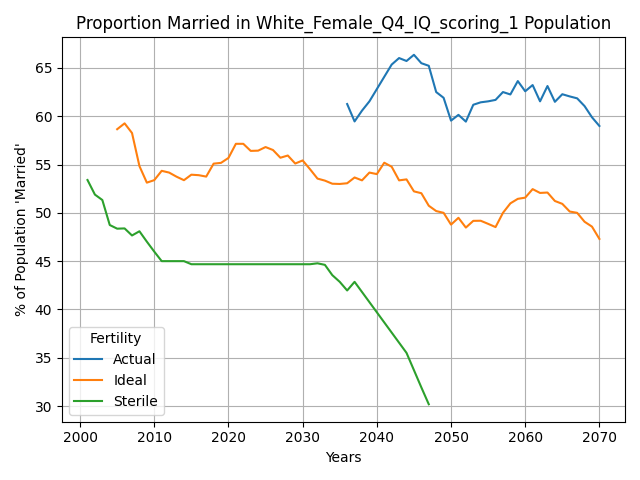 Proportion Married in White_Female_Q4_IQ_scoring_1 Population
% of Population 'Married'
65
60
55
50
45
40
35
30
Fertility
Actual
Ideal
Sterile
2000 2010 2020 2030 2040 2050 2060 2070
Years